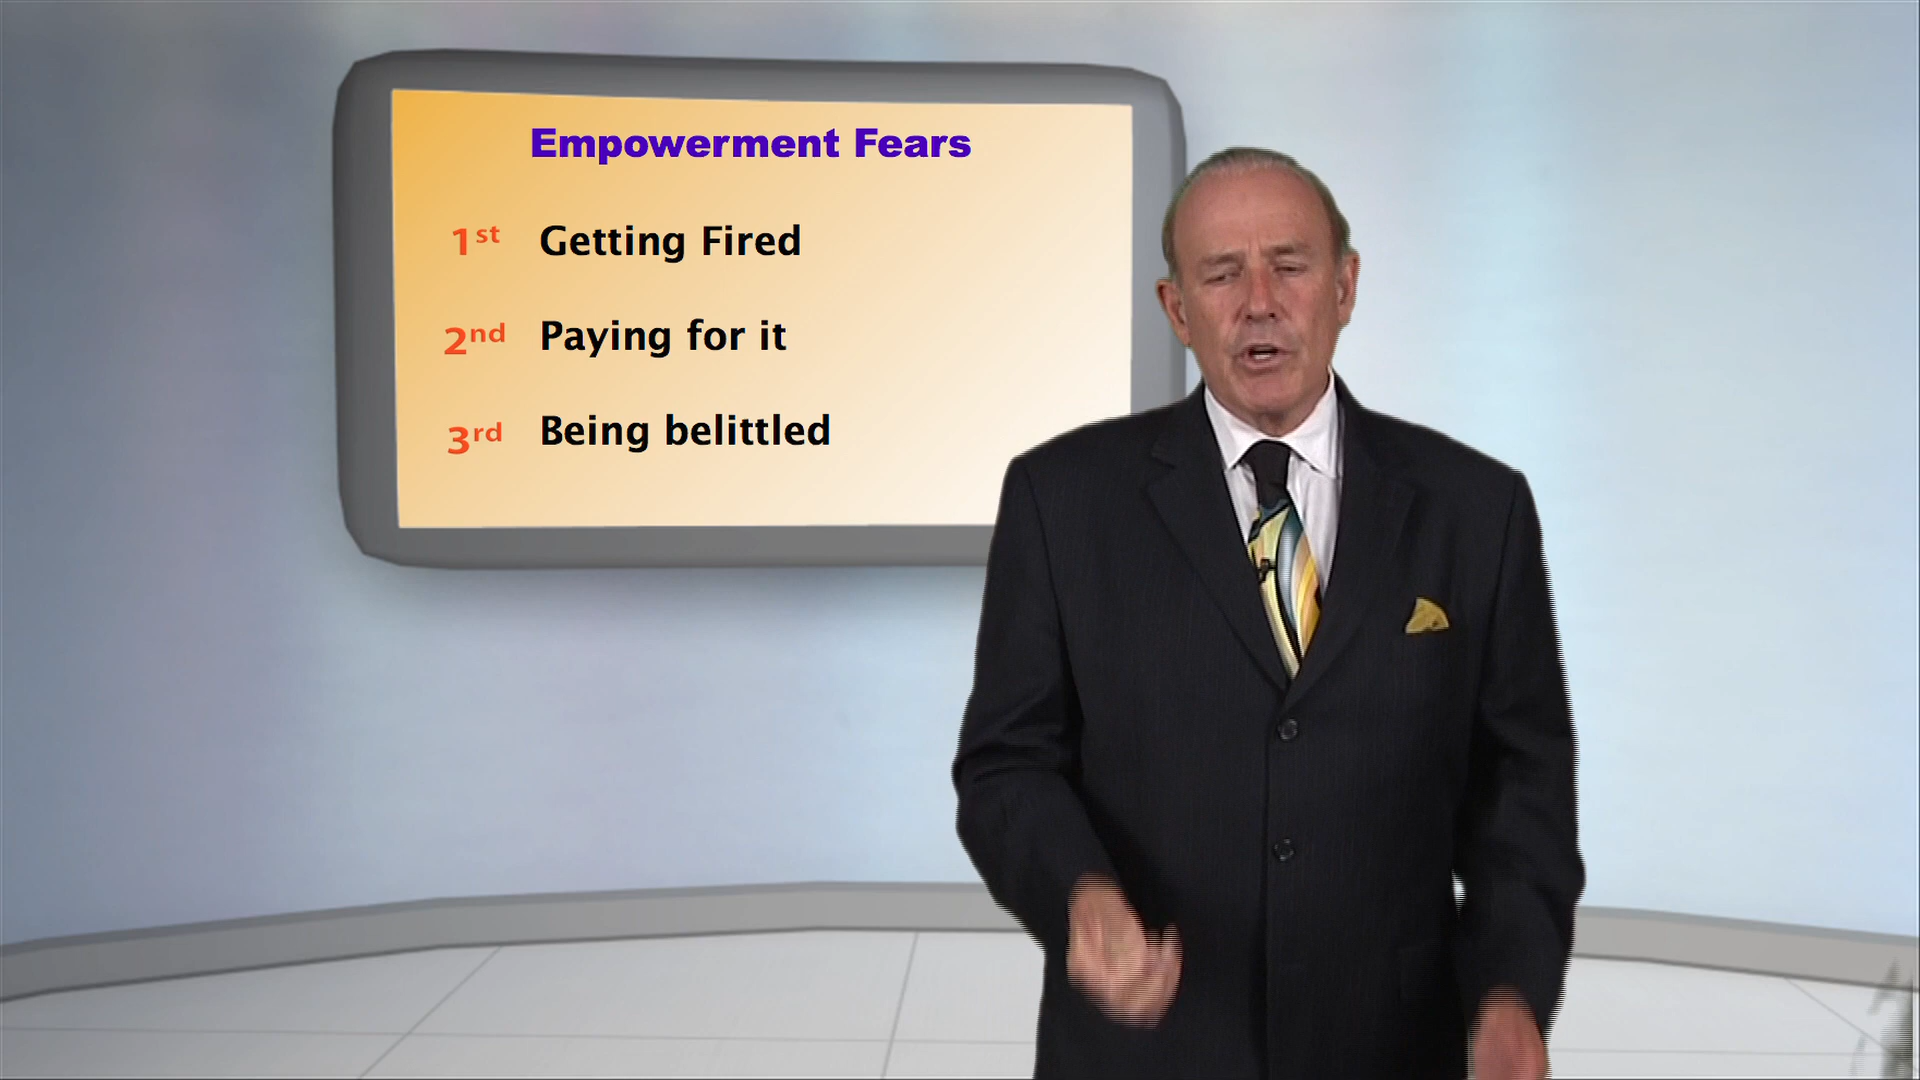 Empowerment Fears
1st Getting Fired
2nd Paying for it
3rd Being belittled